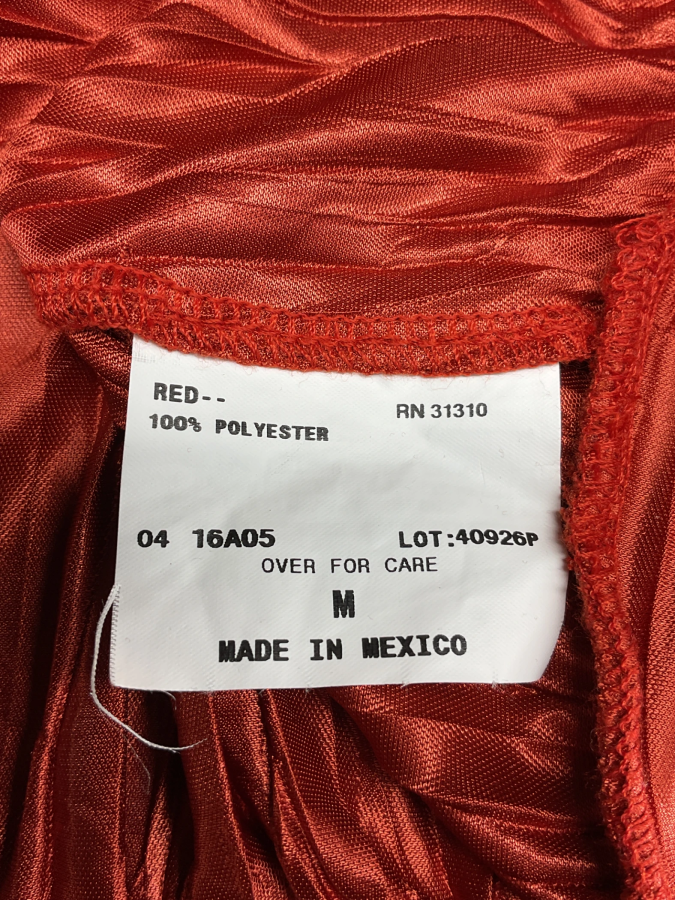 RED--
RN 31310
100% POLYESTER
04 16A05 LOT:40926P
OVER FOR CARE
M
MADE IN MEXICO